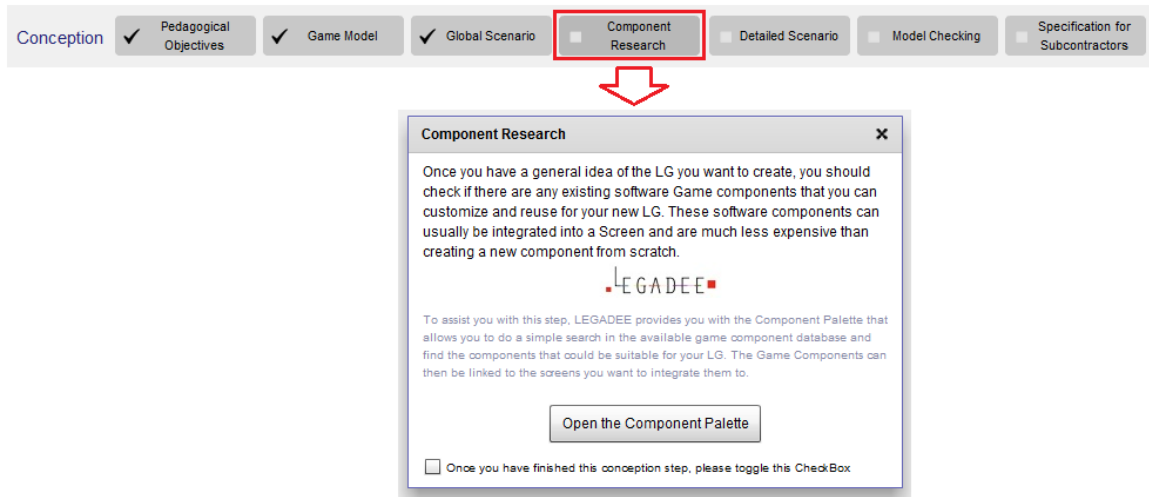 Conception
Pedagogical
Objectives
Game Model
Global Scenario
Component
Research
Detailed Scenario
Model Checking
Specification for
Subcontractors
Component Research
Once you have a general idea of the LG you want to create, you should
check if there are any existing software Game components that you can
customize and reuse for your new LG. These software components can
usually be integrated into a Screen and are much less expensive than
creating a new component from scratch.
LEGADEE
To assist you with this step, LEGADEE provides you with the Component Palette that
allows you to do a simple search in the available game component database and
find the components that could be suitable for your LG. The Game Components can
then be linked to the screens you want to integrate them to.
Open the Component Palette
Once you have finished this conception step, please toggle this CheckBox